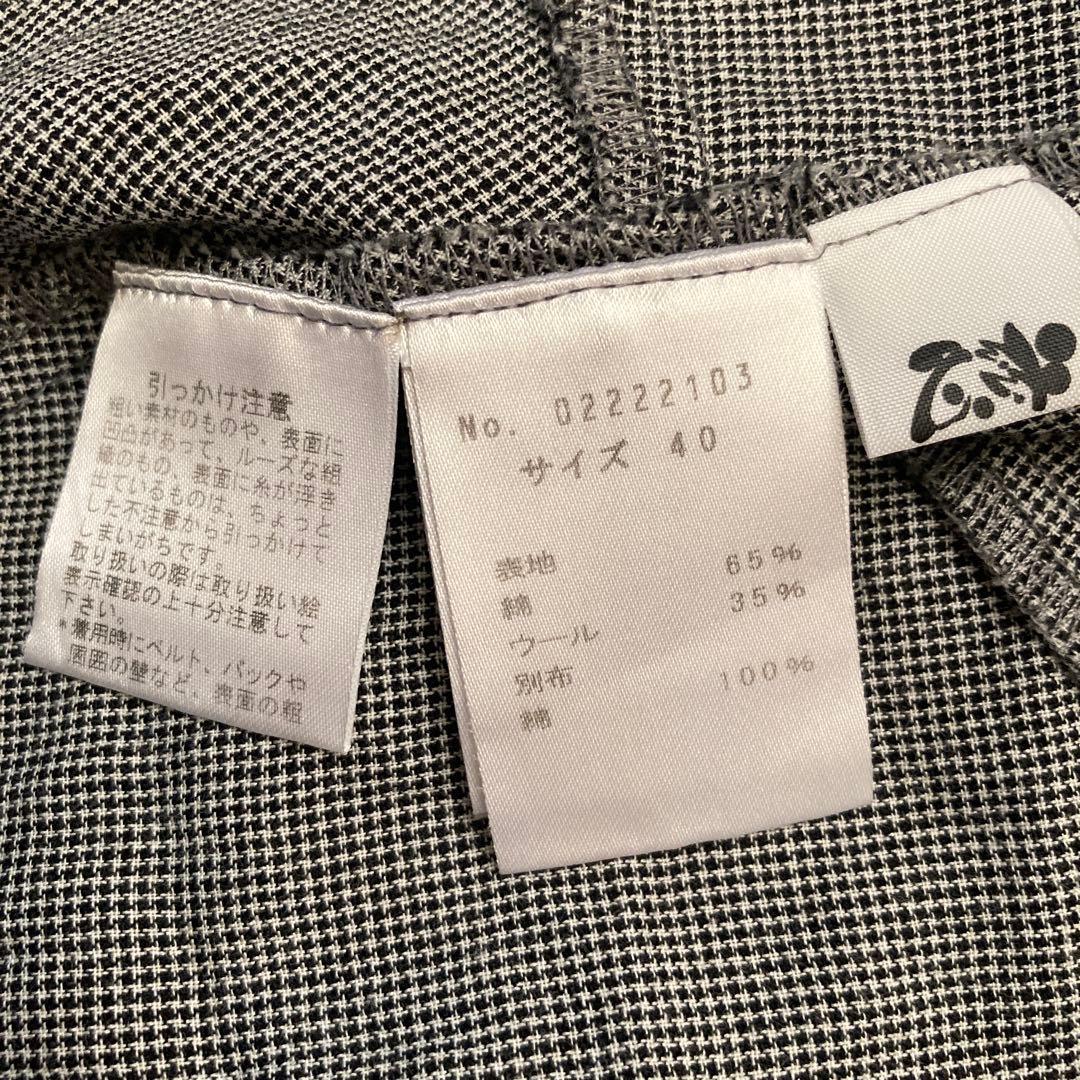 引っかけ注意
粗い素材のものや、表面に
凹凸があって、ルーズな組
織のもの、表面に糸が浮き
出ているものは、ちょっと
した不注意から引っかけて
しまいがちです。
取り扱いの際は取り扱い絵
表示確認の上十分注意して
下さい。
*着用時にベルト、バックや
周囲の壁など、表面の粗
No. 02222103
サイズ 40
表地 65%
綿 35%
ウール
別布 100%
綿